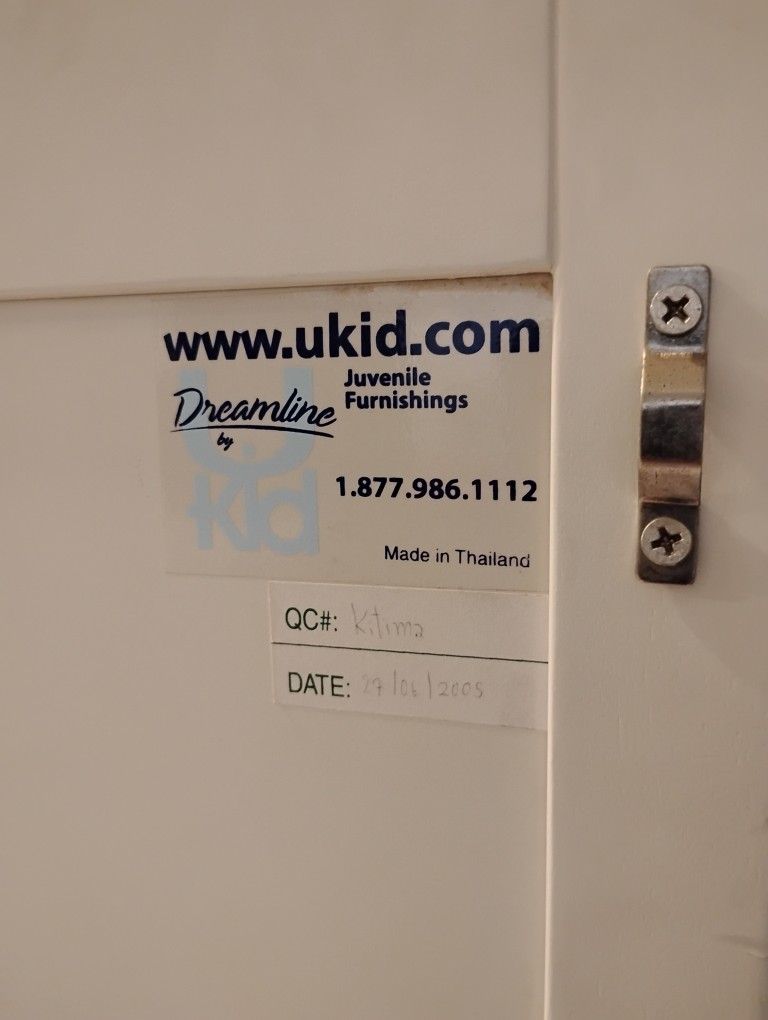 www.ukid.com
Juvenile
Furnishings
Dreamline
by
U
Kid
1.877.986.1112
Made in Thailand
QC#: Kitima
DATE: 27/06/2005